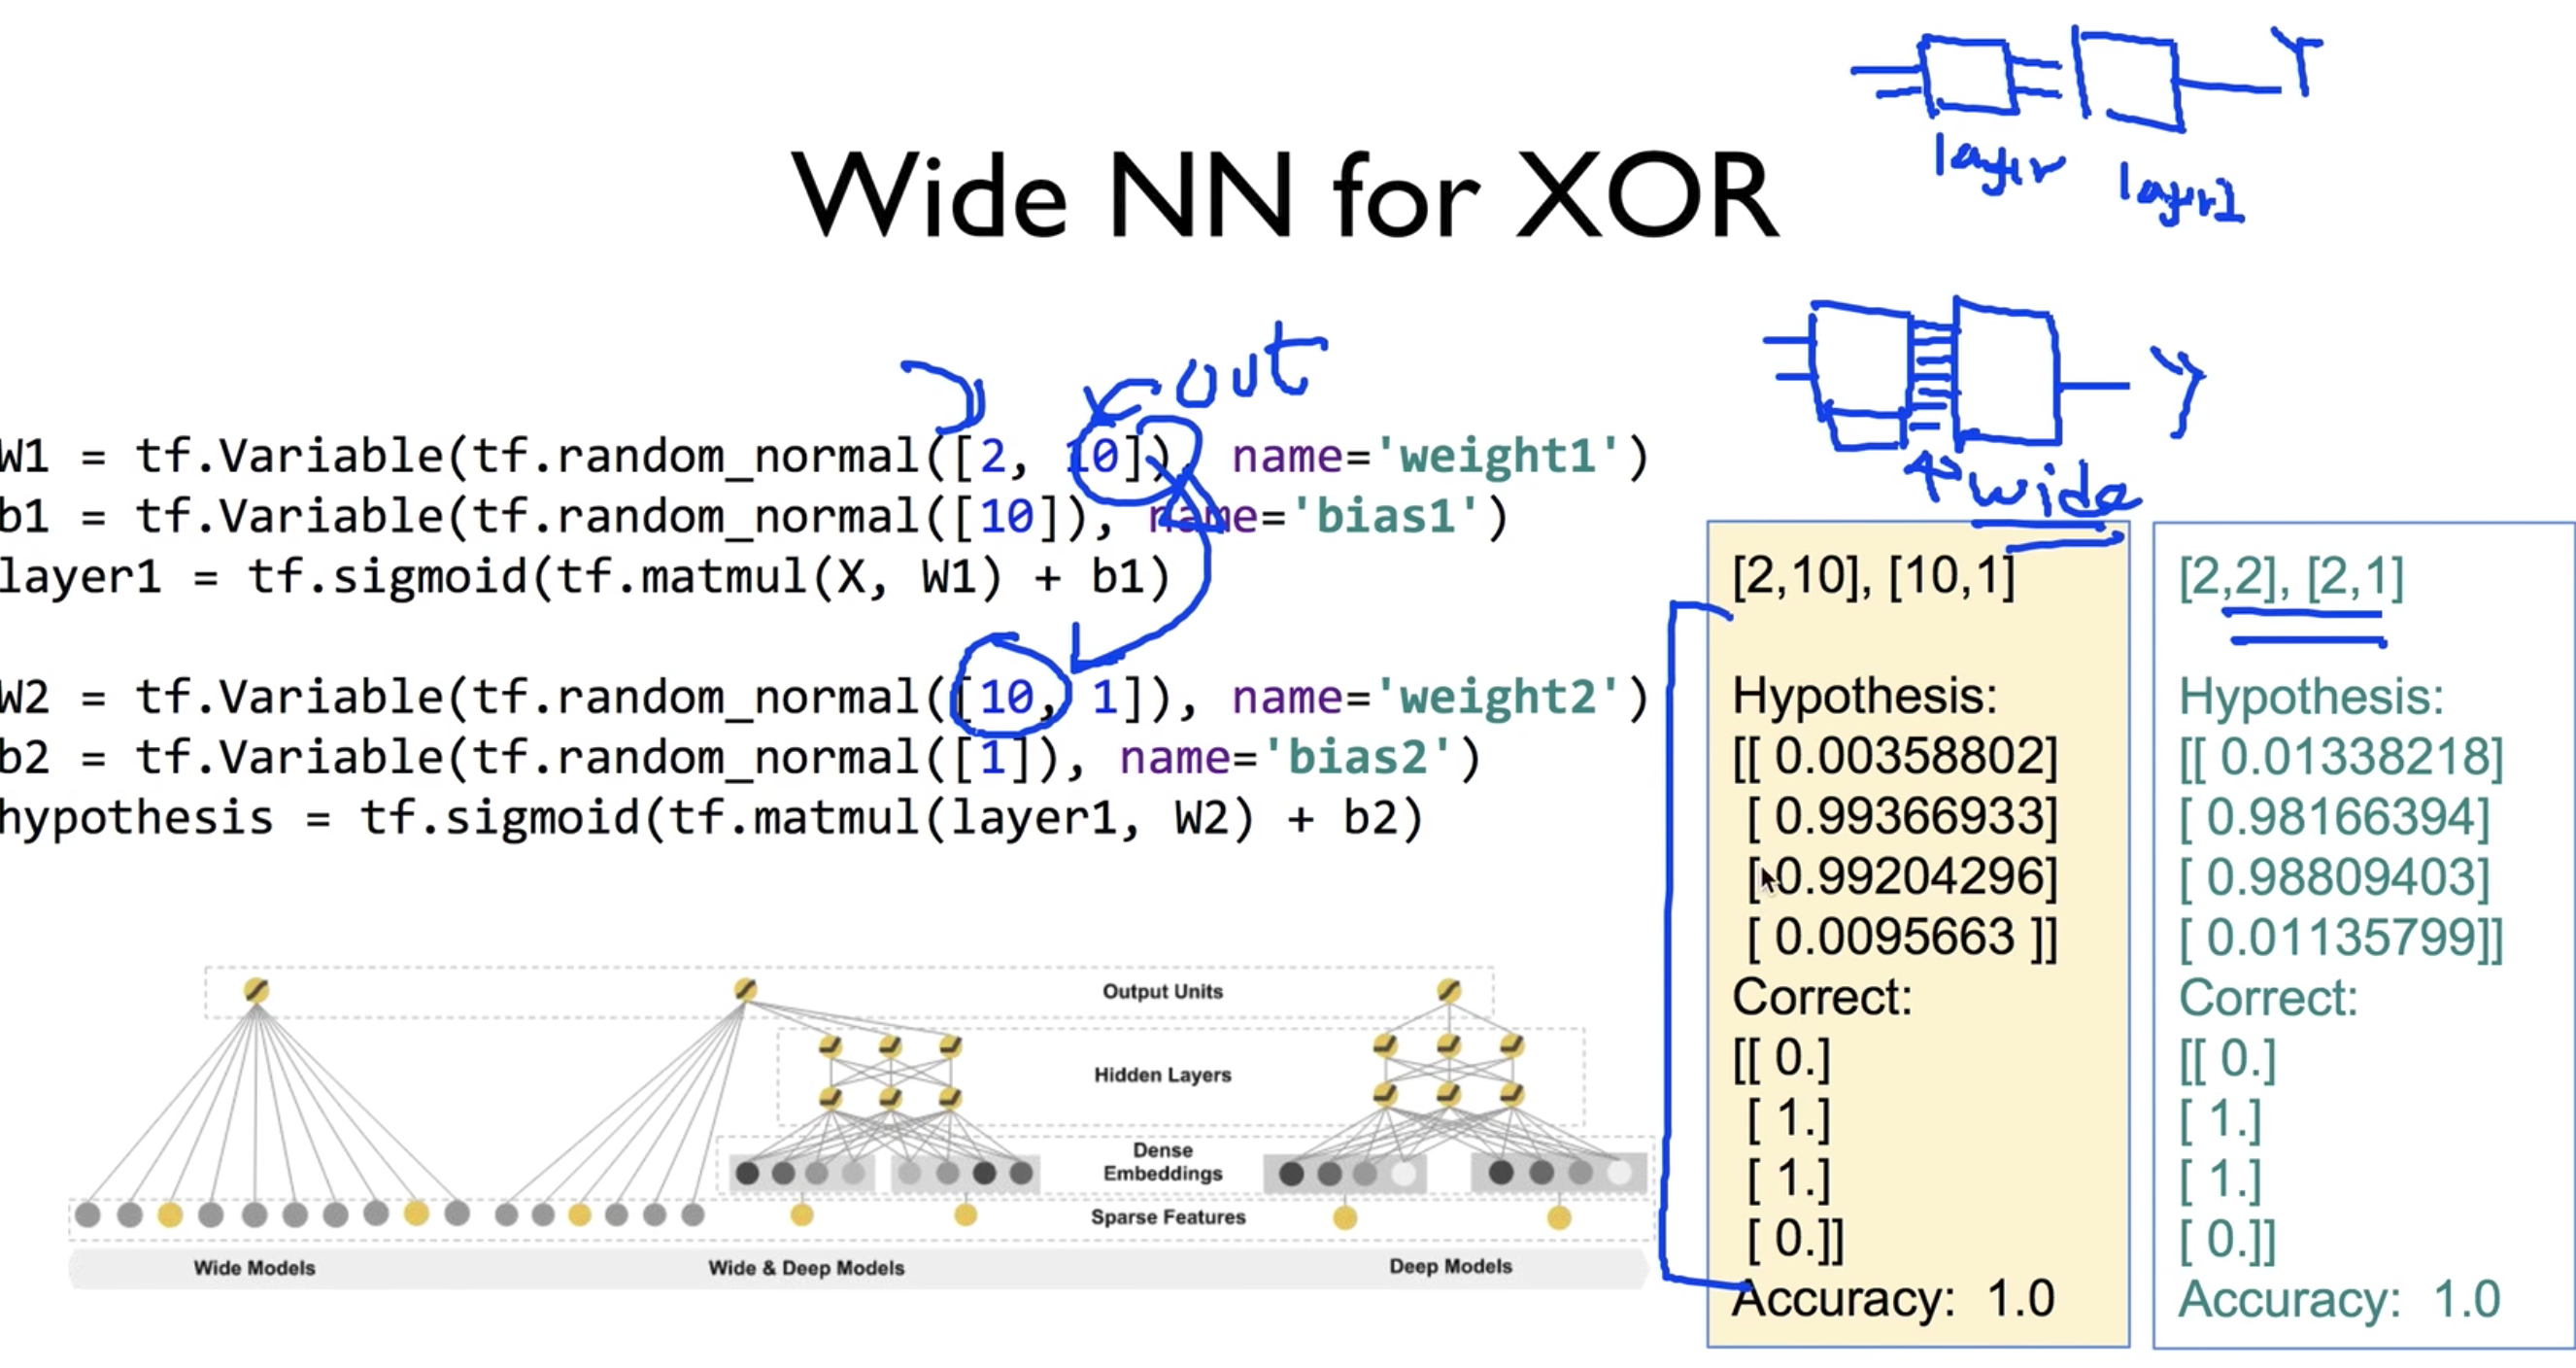 Wide NN for XOR
layer
layer1
Y
out
W1 = tf.Variable(tf.random_normal([2, 10]), name='weight1')
b1 = tf.Variable(tf.random_normal([10]), name='bias1')
layer1 = tf.sigmoid(tf.matmul(X, W1) + b1)
W2 = tf.Variable(tf.random_normal([10, 1]), name='weight2')
b2 = tf.Variable(tf.random_normal([1]), name='bias2')
hypothesis = tf.sigmoid(tf.matmul(layer1, W2) + b2)
Y
wide
[2,10], [10,1]
Hypothesis:
[[ 0.00358802]
[ 0.99366933]
[ 0.99204296]
[ 0.0095663 ]]
Correct:
[[ 0.]
[ 1.]
[ 1.]
[ 0.]]
Accuracy: 1.0
[2,2], [2,1]
Hypothesis:
[[ 0.01338218]
[ 0.98166394]
[ 0.98809403]
[ 0.01135799]]
Correct:
[[ 0.]
[ 1.]
[ 1.]
[ 0.]]
Accuracy: 1.0
Output Units
Hidden Layers
Dense
Embeddings
Sparse Features
Wide Models
Wide & Deep Models
Deep Models